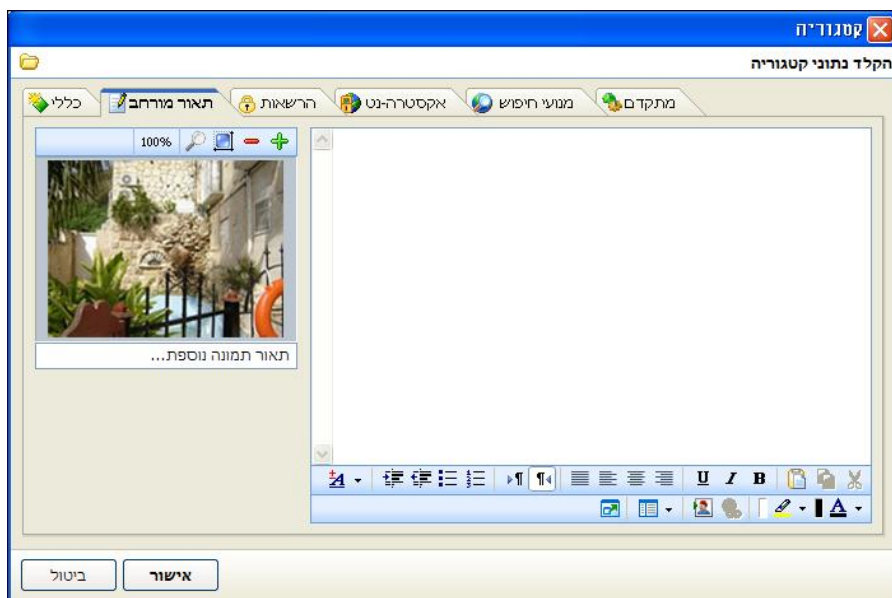 קטגוריה
הקלד נתוני קטגוריה
כללי
תאור מורחב
הרשאות
אקסטרה-נט
מנועי חיפוש
מתקדם
100%
תאור תמונה נוספת...
A
¶ ¶
U I B
A
אישור
ביטול